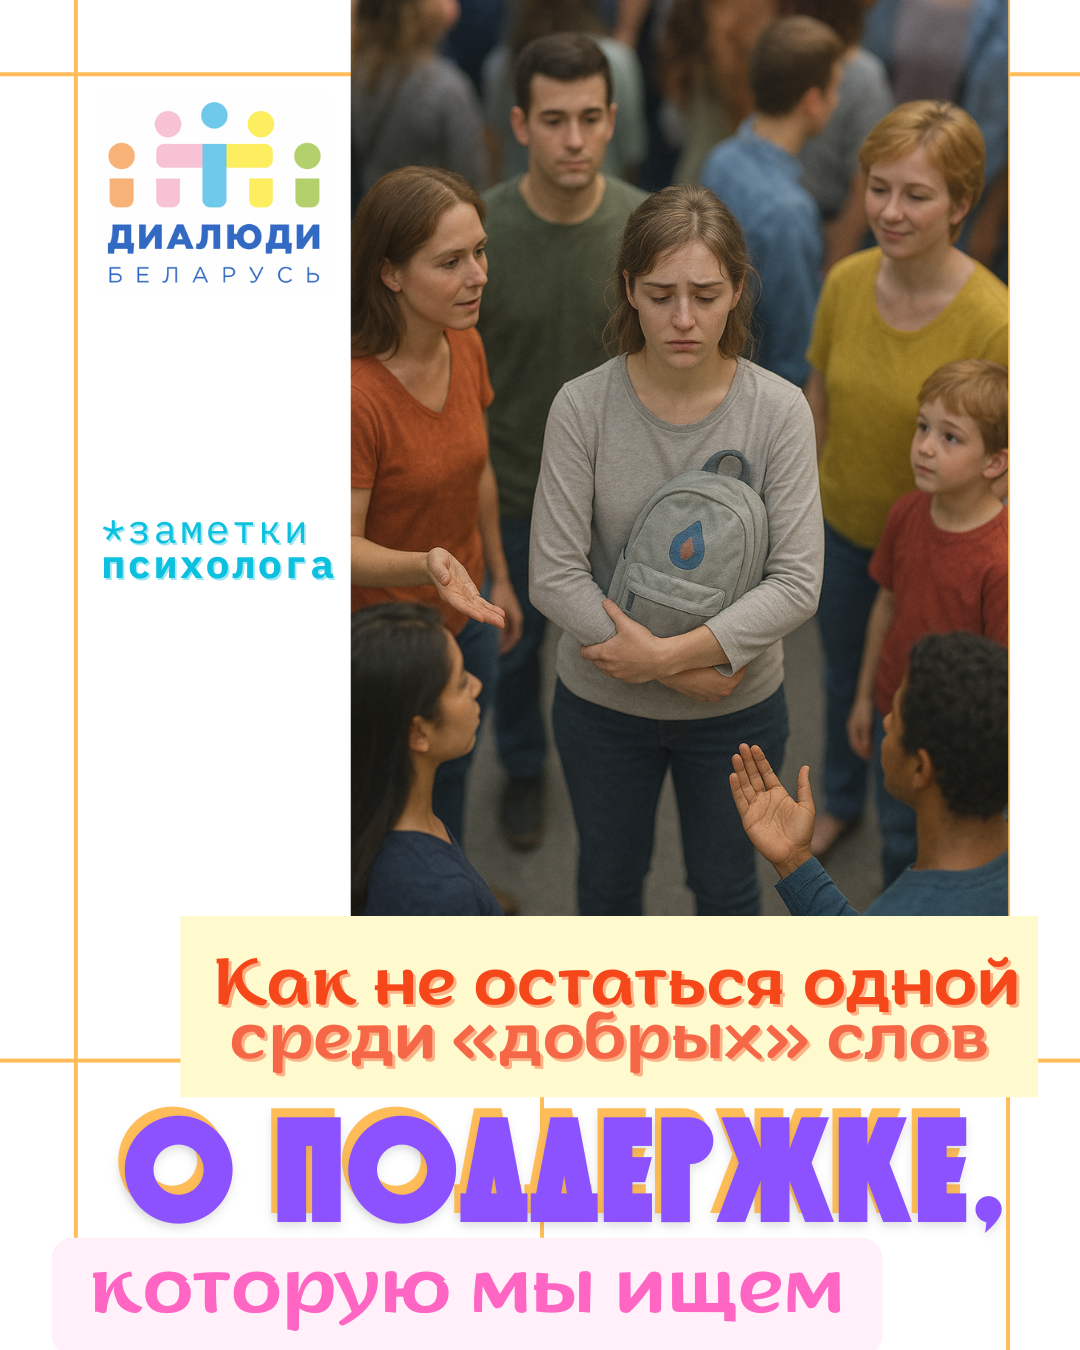 ДИАЛЮДИ
БЕЛАРУСЬ
*заметки
психолога
Как не остаться одной
среди «добрых» слов
О ПОДДЕРЖКЕ,
которую мы ищем